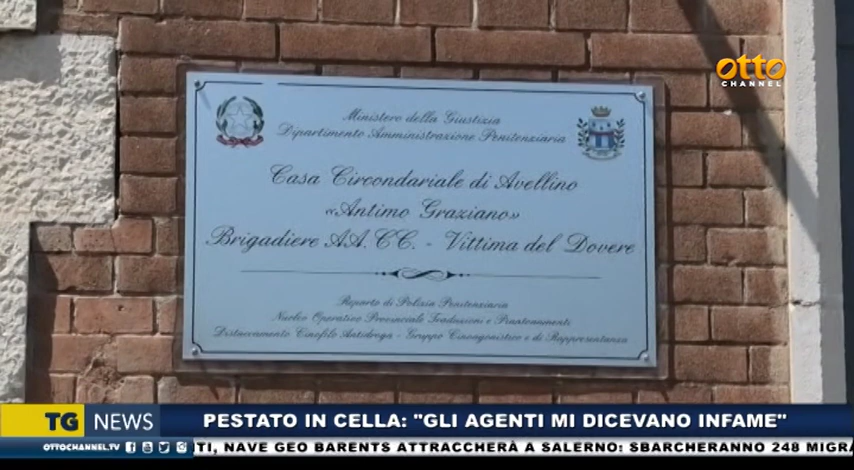 otto
CHANNEL
Ministero della Giustizia
Dipartimento Amministrazione Penitenziaria
Casa Circondariale di Avellino
«Antimo Graziano»
Brigadiere AA.CC. - Vittima del Dovere
Reparto di Polizia Penitenziaria
Nucleo Operativo Provinciale Traduzioni e Piantonamenti
Distaccamento Cinofilo Antidroga - Gruppo Cinoagonistico e di Rappresentanza
TG NEWS PESTATO IN CELLA: "GLI AGENTI MI DICEVANO INFAME"
OTTOCHANNEL.TV TI, NAVE GEO BARENTS ATTRACCHERÀ A SALERNO: SBARCHERANNO 248 MIGRA